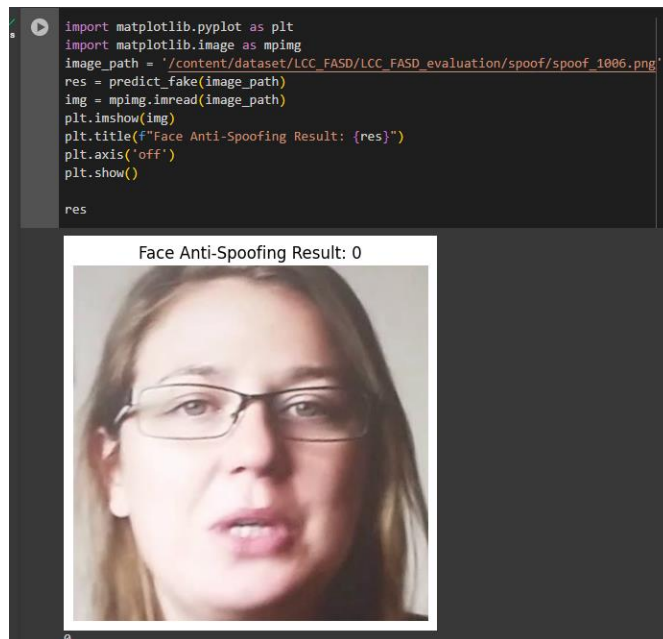 import matplotlib.pyplot as plt
import matplotlib.image as mpimg
image_path = '/content/dataset/LCC_FASD/LCC_FASD_evaluation/spoof/spoof_1006.png'
res = predict_fake(image_path)
img = mpimg.imread(image_path)
plt.imshow(img)
plt.title(f"Face Anti-Spoofing Result: {res}")
plt.axis('off')
plt.show()
res
Face Anti-Spoofing Result: 0